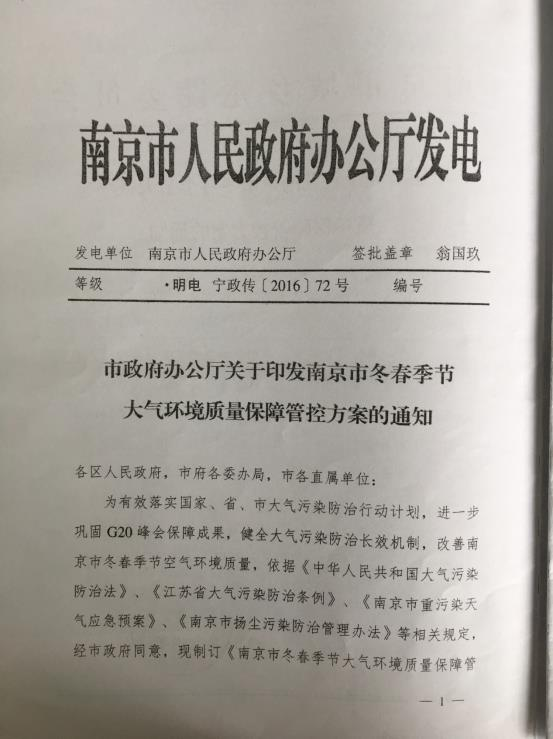 南京市人民政府办公厅发电
发电单位 南京市人民政府办公厅 签批盖章 翁国玖
等级 ·明电 宁政传〔2016〕72号 编号
市政府办公厅关于印发南京市冬春季节
大气环境质量保障管控方案的通知
各区人民政府，市府各委办局，市各直属单位：
为有效落实国家、省、市大气污染防治行动计划，进一步
巩固G20峰会保障成果，健全大气污染防治长效机制，改善南
京市冬春季节空气环境质量，依据《中华人民共和国大气污染
防治法》、《江苏省大气污染防治条例》、《南京市重污染天
气应急预案》、《南京市扬尘污染防治管理办法》等相关规定，
经市政府同意，现制订《南京市冬春季节大气环境质量保障管
— 1 —